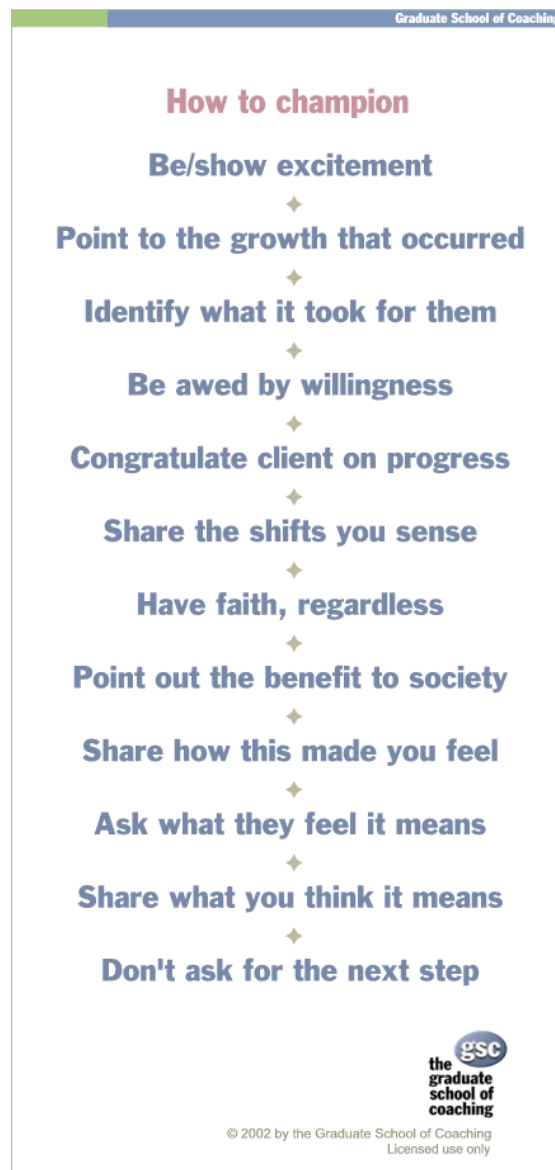 Graduate School of Coaching
How to champion
Be/show excitement
Point to the growth that occurred
Identify what it took for them
Be awed by willingness
Congratulate client on progress
Share the shifts you sense
Have faith, regardless
Point out the benefit to society
Share how this made you feel
Ask what they feel it means
Share what you think it means
Don't ask for the next step
gsc
the
graduate
school of
coaching
© 2002 by the Graduate School of Coaching
Licensed use only